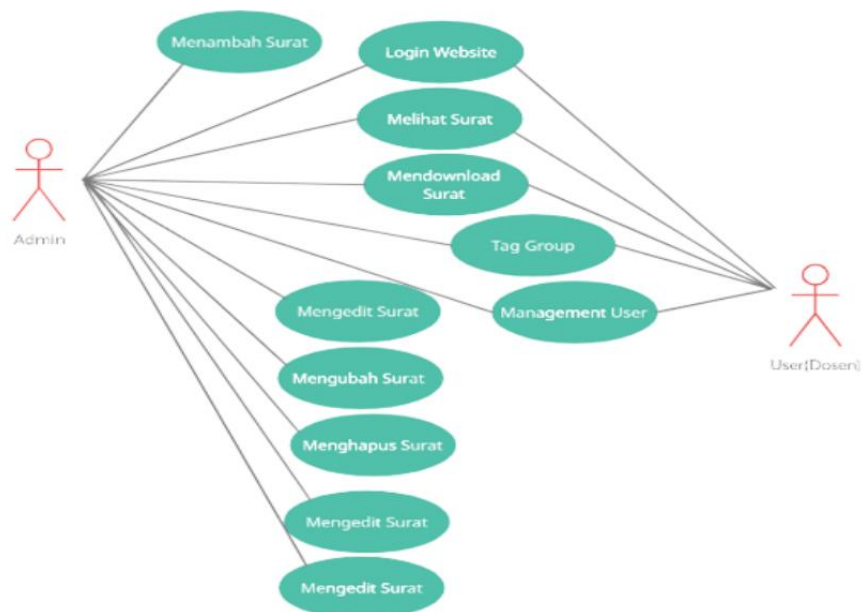 Menambah Surat
Login Website
Melihat Surat
Mendownload
Surat
Admin
Tag Group
Mengedit Surat
Management User
User(Dosen)
Mengubah Surat
Menghapus Surat
Mengedit Surat
Mengedit Surat